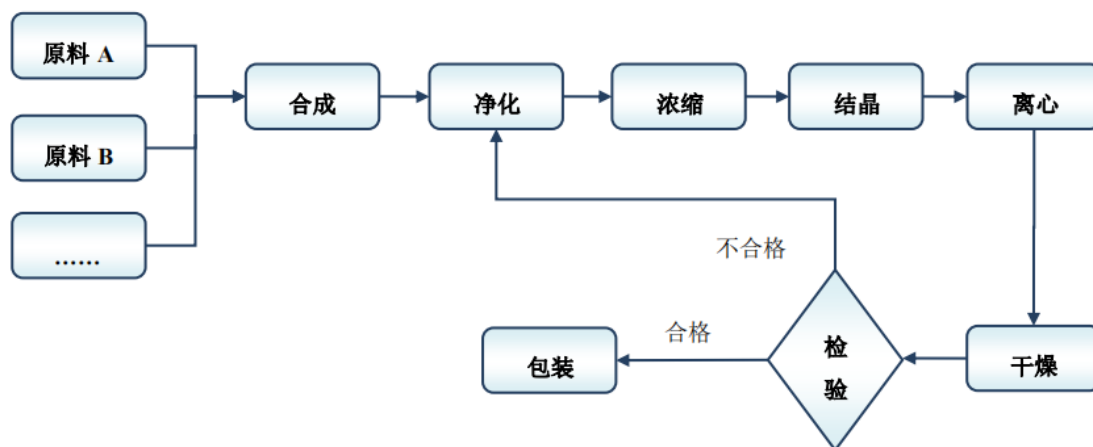 原料 A
原料 B
……
合成
净化
浓缩
结晶
离心
不合格
合格
包装
检
验
干燥